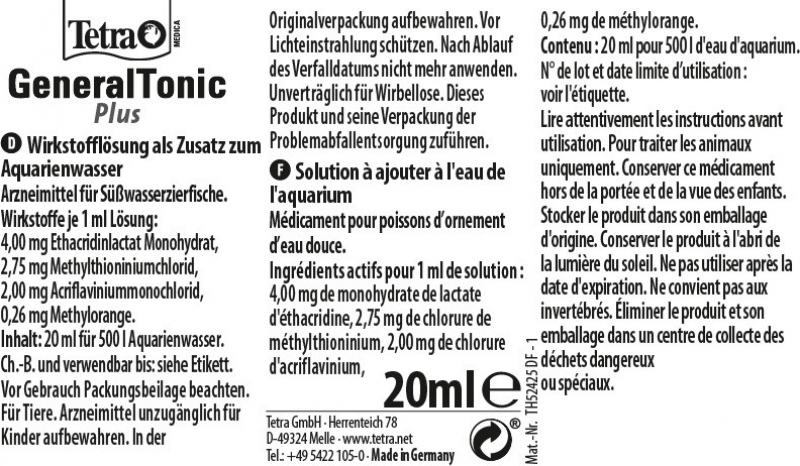 Tetra
MEDICA
GeneralTonic
Plus
D Wirkstofflösung als Zusatz zum
Aquarienwasser
Arzneimittel für Süßwasserzierfische.
Wirkstoffe je 1 ml Lösung:
4,00 mg Ethacridinlactat Monohydrat,
2,75 mg Methylthioniniumchlorid,
2,00 mg Acriflaviniummonochlorid,
0,26 mg Methylorange.
Inhalt: 20 ml für 500 l Aquarienwasser.
Ch.-B. und verwendbar bis: siehe Etikett.
Vor Gebrauch Packungsbeilage beachten.
Für Tiere. Arzneimittel unzugänglich für
Kinder aufbewahren. In der
Originalverpackung aufbewahren. Vor
Lichteinstrahlung schützen. Nach Ablauf
des Verfalldatums nicht mehr anwenden.
Unverträglich für Wirbellose. Dieses
Produkt und seine Verpackung der
Problemabfallentsorgung zuführen.
F Solution à ajouter à l'eau de
l'aquarium
Médicament pour poissons d’ornement
d’eau douce.
Ingrédients actifs pour 1 ml de solution :
4,00 mg de monohydrate de lactate
d'éthacridine, 2,75 mg de chlorure de
méthylthioninium, 2,00 mg de chlorure
d'acriflavinium,
20ml e
Tetra GmbH · Herrenteich 78
D-49324 Melle · www.tetra.net
Tel.: +49 5422 105-0 · Made in Germany
®
Mat.-Nr. TH52425 DF -1
0,26 mg de méthylorange.
Contenu : 20 ml pour 500 l d'eau d'aquarium.
N° de lot et date limite d’utilisation :
voir l'étiquette.
Lire attentivement les instructions avant
utilisation. Pour traiter les animaux
uniquement. Conserver ce médicament
hors de la portée et de la vue des enfants.
Stocker le produit dans son emballage
d'origine. Conserver le produit à l'abri de
la lumière du soleil. Ne pas utiliser après la
date d'expiration. Ne convient pas aux
invertébrés. Éliminer le produit et son
emballage dans un centre de collecte des
déchets dangereux
ou spéciaux.